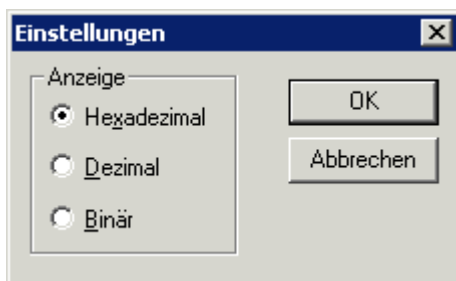 Einstellungen
Anzeige
Hexadezimal
Dezimal
Binär
OK
Abbrechen